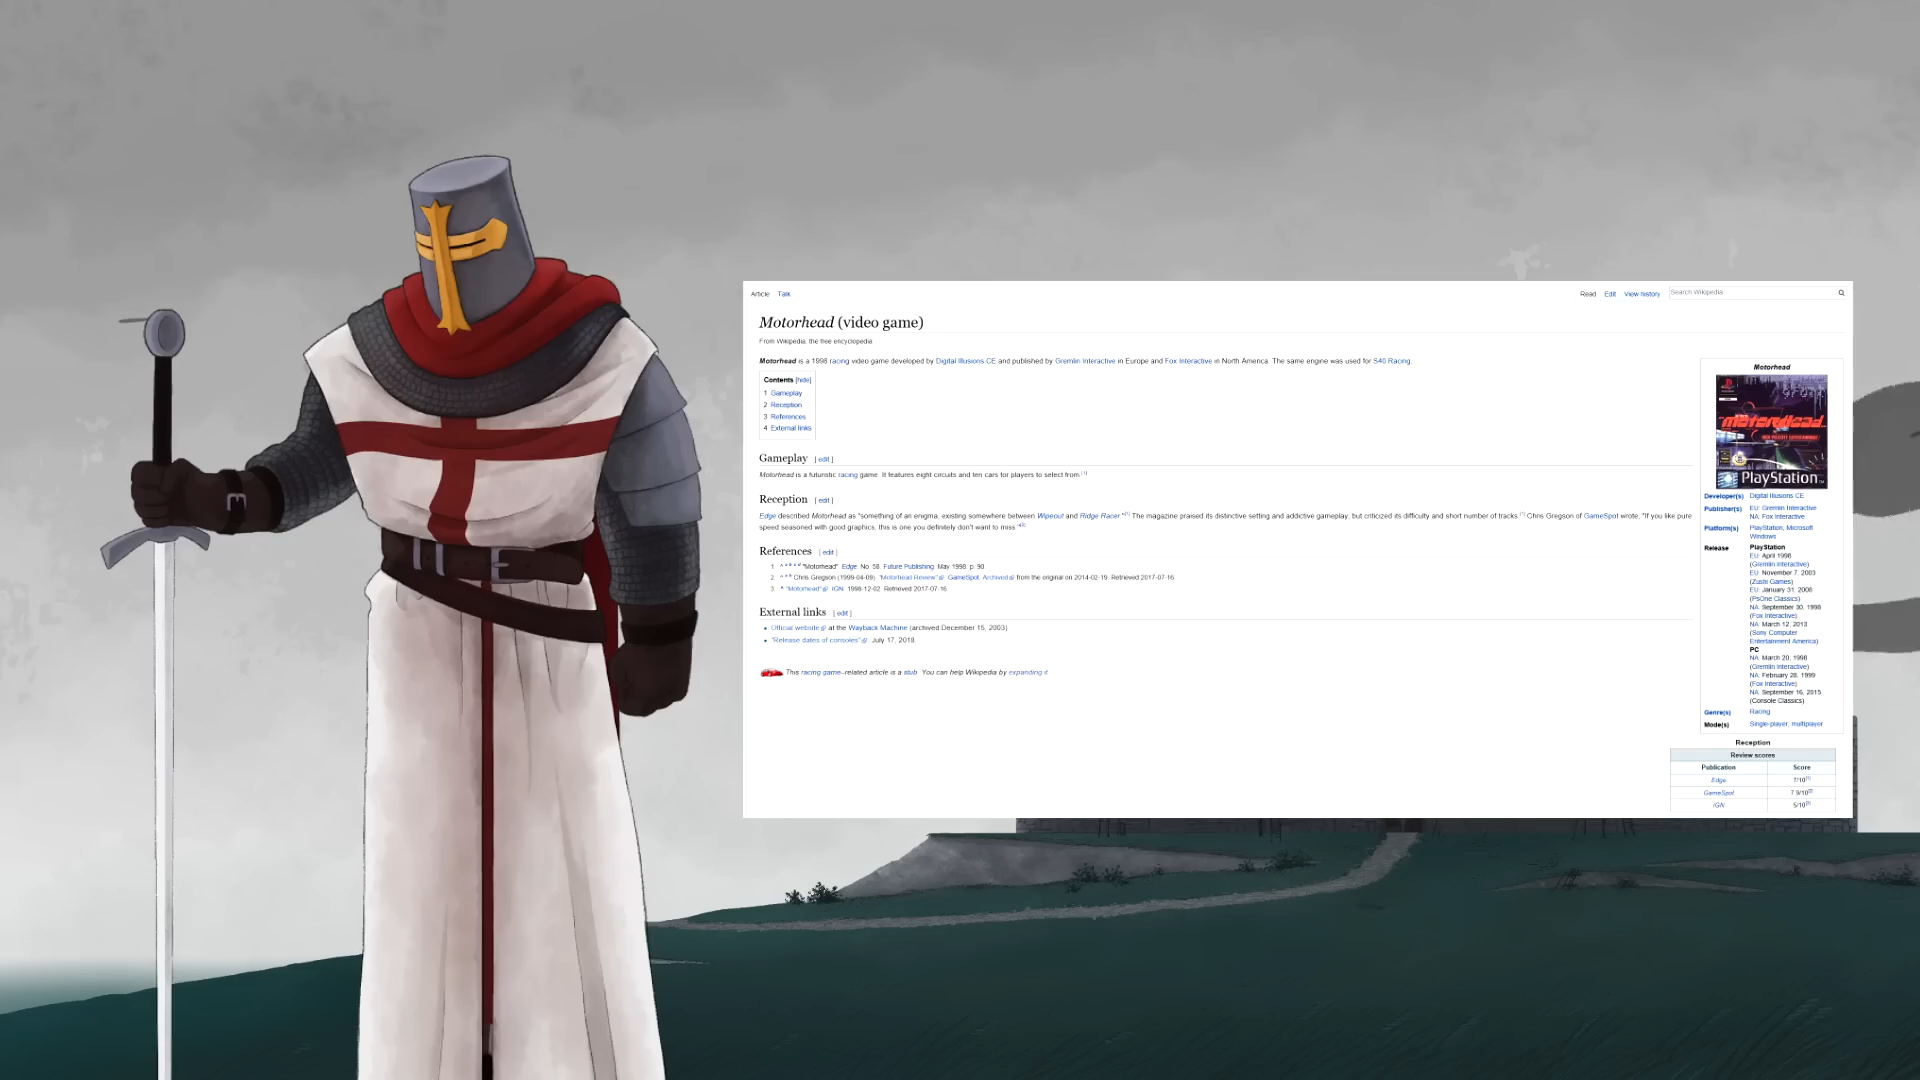 Article Talk
Read Edit View history Search Wikipedia
Motorhead (video game)
From Wikipedia, the free encyclopedia
Motorhead is a 1998 racing video game developed by Digital Illusions CE and published by Gremlin Interactive in Europe and Fox Interactive in North America. The same engine was used for S40 Racing.
Contents [hide]
1 Gameplay
2 Reception
3 References
4 External links
Gameplay [ edit ]
Motorhead is a futuristic racing game. It features eight circuits and ten cars for players to select from.[1]
Reception [ edit ]
Edge described Motorhead as "something of an enigma, existing somewhere between Wipeout and Ridge Racer."[1] The magazine praised its distinctive setting and addictive gameplay, but criticized its difficulty and short number of tracks.[1] Chris Gregson of GameSpot wrote, "If you like pure
speed seasoned with good graphics, this is one you definitely don't want to miss."[2]
References [ edit ]
1. ^ a b c d "Motorhead". Edge. No. 58. Future Publishing. May 1998. p. 90.
2. ^ a b Chris Gregson (1999-04-09). "Motorhead Review". GameSpot. Archived from the original on 2014-02-19. Retrieved 2017-07-16.
3. ^ "Motorhead". IGN. 1998-12-02. Retrieved 2017-07-16.
External links [ edit ]
• Official website at the Wayback Machine (archived December 15, 2003)
• "Release dates of consoles". July 17, 2018.
This racing game–related article is a stub. You can help Wikipedia by expanding it.
Motorhead
motorhead
PlayStation
Developer(s) Digital Illusions CE
Publisher(s) EU: Gremlin Interactive
NA: Fox Interactive
Platform(s) PlayStation, Microsoft
Windows
Release PlayStation
EU: April 1998
(Gremlin Interactive)
EU: November 7, 2003
(Zushi Games)
EU: January 31, 2008
(PsOne Classics)
NA: September 30, 1998
(Fox Interactive)
NA: March 12, 2013
(Sony Computer
Entertainment America)
PC
NA: March 20, 1998
(Gremlin Interactive)
NA: February 28, 1999
(Fox Interactive)
NA: September 16, 2015
(Console Classics)
Genre(s) Racing
Mode(s) Single-player, multiplayer
Reception
Review scores
Publication Score
Edge 7/10[1]
GameSpot 7.9/10[2]
IGN 5/10[3]